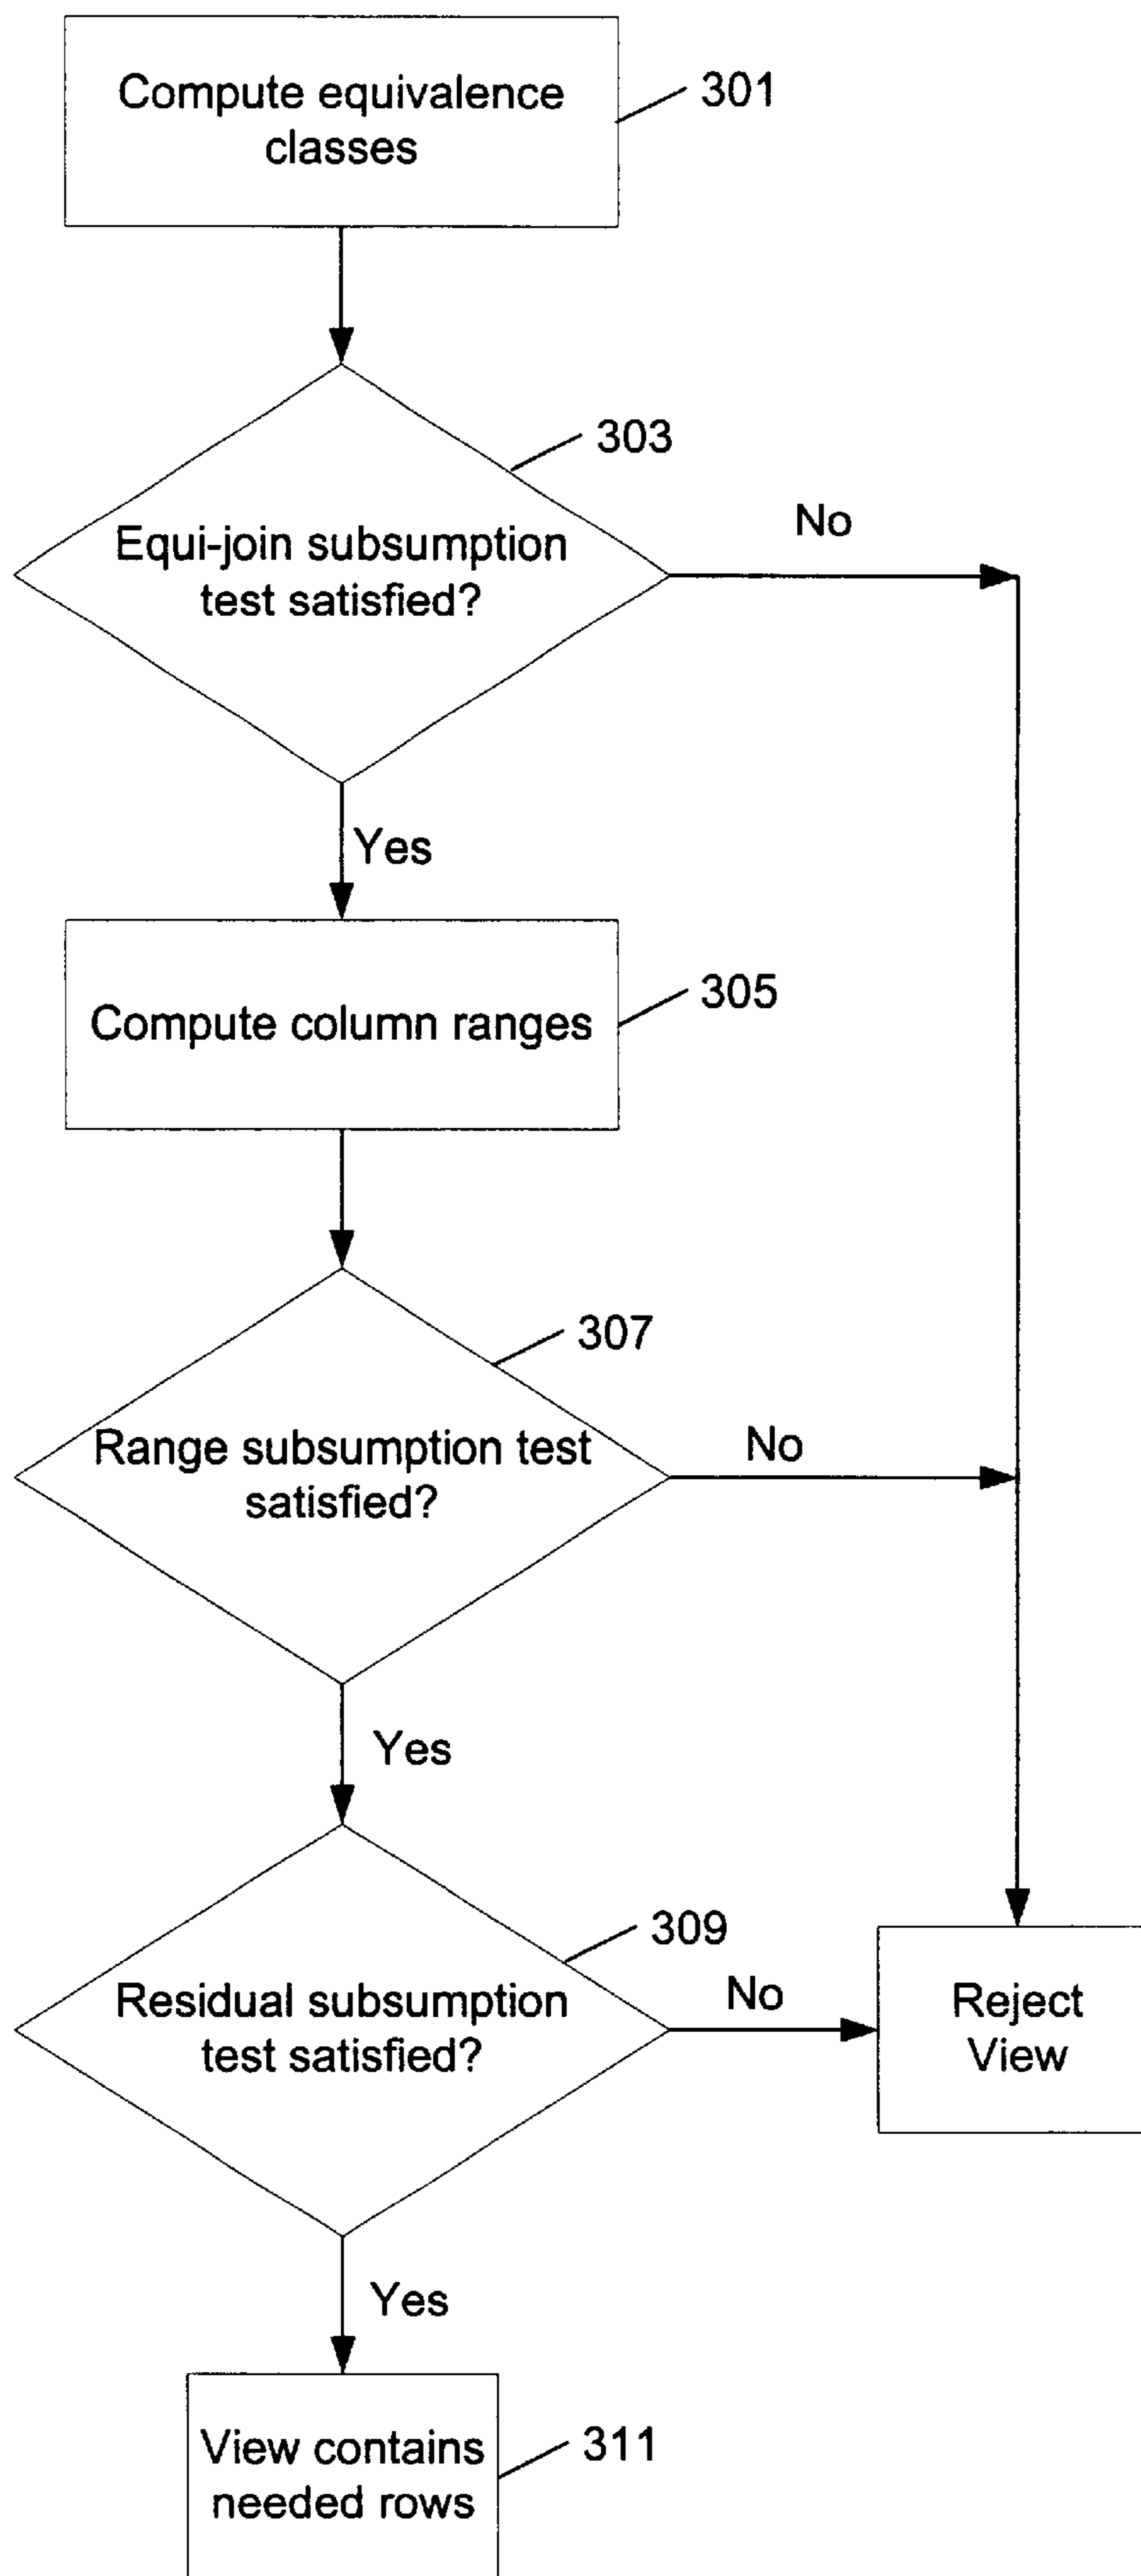 Compute equivalence
classes
301
303
Equi-join subsumption
test satisfied?
No
Yes
Compute column ranges
305
307
Range subsumption test
satisfied?
No
Yes
309
Residual subsumption
test satisfied?
No
Reject
View
Yes
View contains
needed rows
311